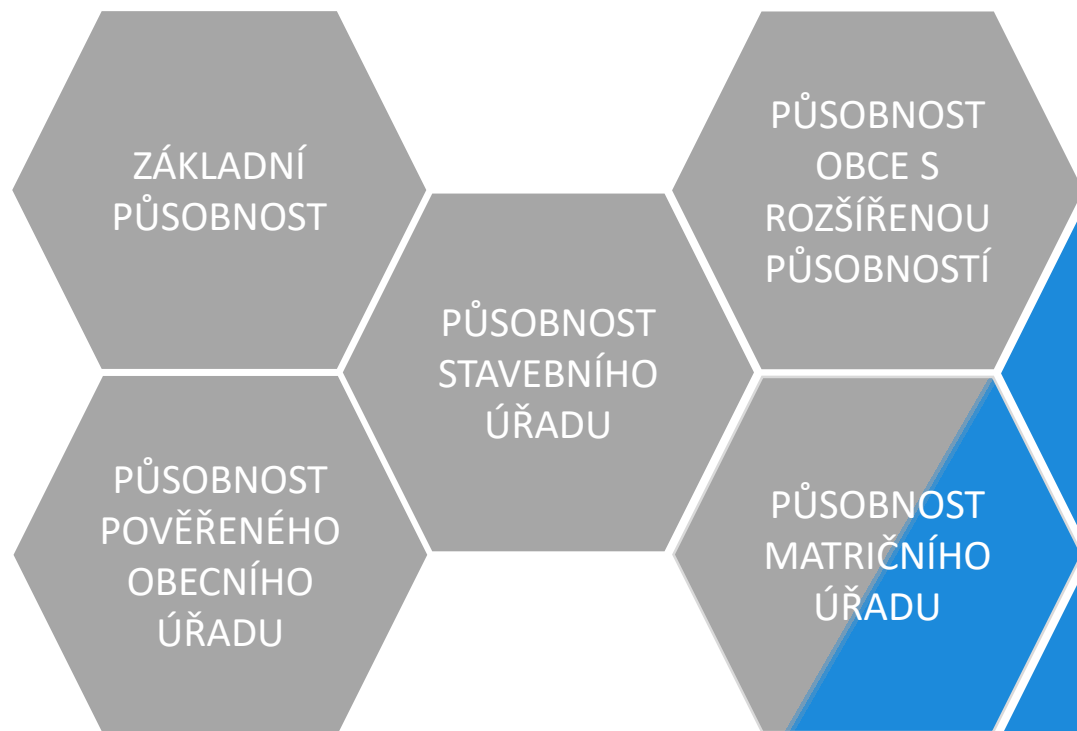 ZÁKLADNÍ
PŮSOBNOST
PŮSOBNOST
POVĚŘENÉHO
OBECNÍHO
ÚŘADU
PŮSOBNOST
STAVEBNÍHO
ÚŘADU
PŮSOBNOST
OBCE S
ROZŠÍŘENOU
PŮSOBNOSTÍ
PŮSOBNOST
MATRIČNÍHO
ÚŘADU